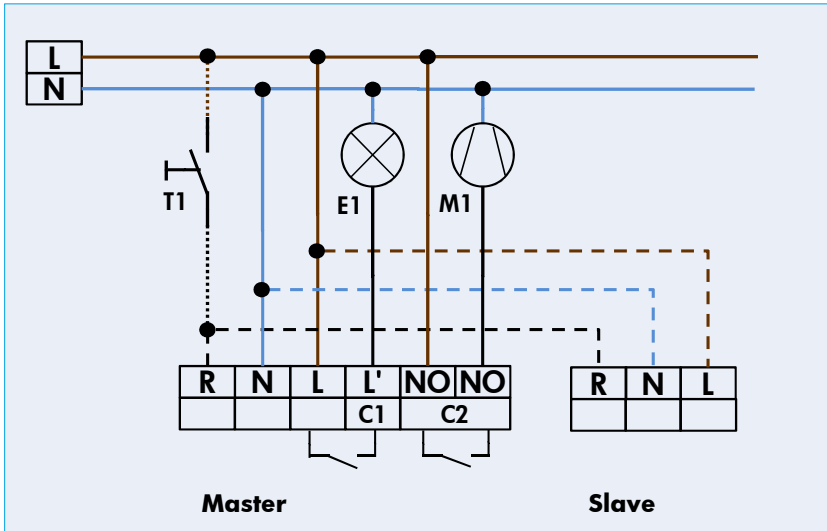 L
N
T1
E1
M1
R N L L' NO NO
C1 C2
R N L
Master
Slave